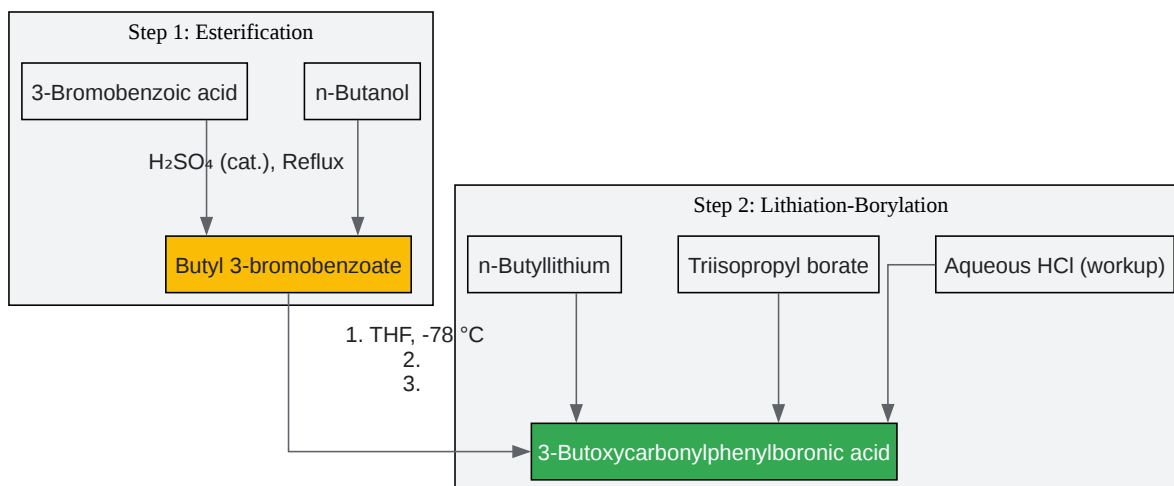 Step 1: Esterification
3-Bromobenzoic acid
n-Butanol
H₂SO₄ (cat.), Reflux
Butyl 3-bromobenzoate
Step 2: Lithiation-Borylation
n-Butyllithium
Triisopropyl borate
Aqueous HCl (workup)
1. THF, -78 °C
2.
3.
3-Butoxycarbonylphenylboronic acid